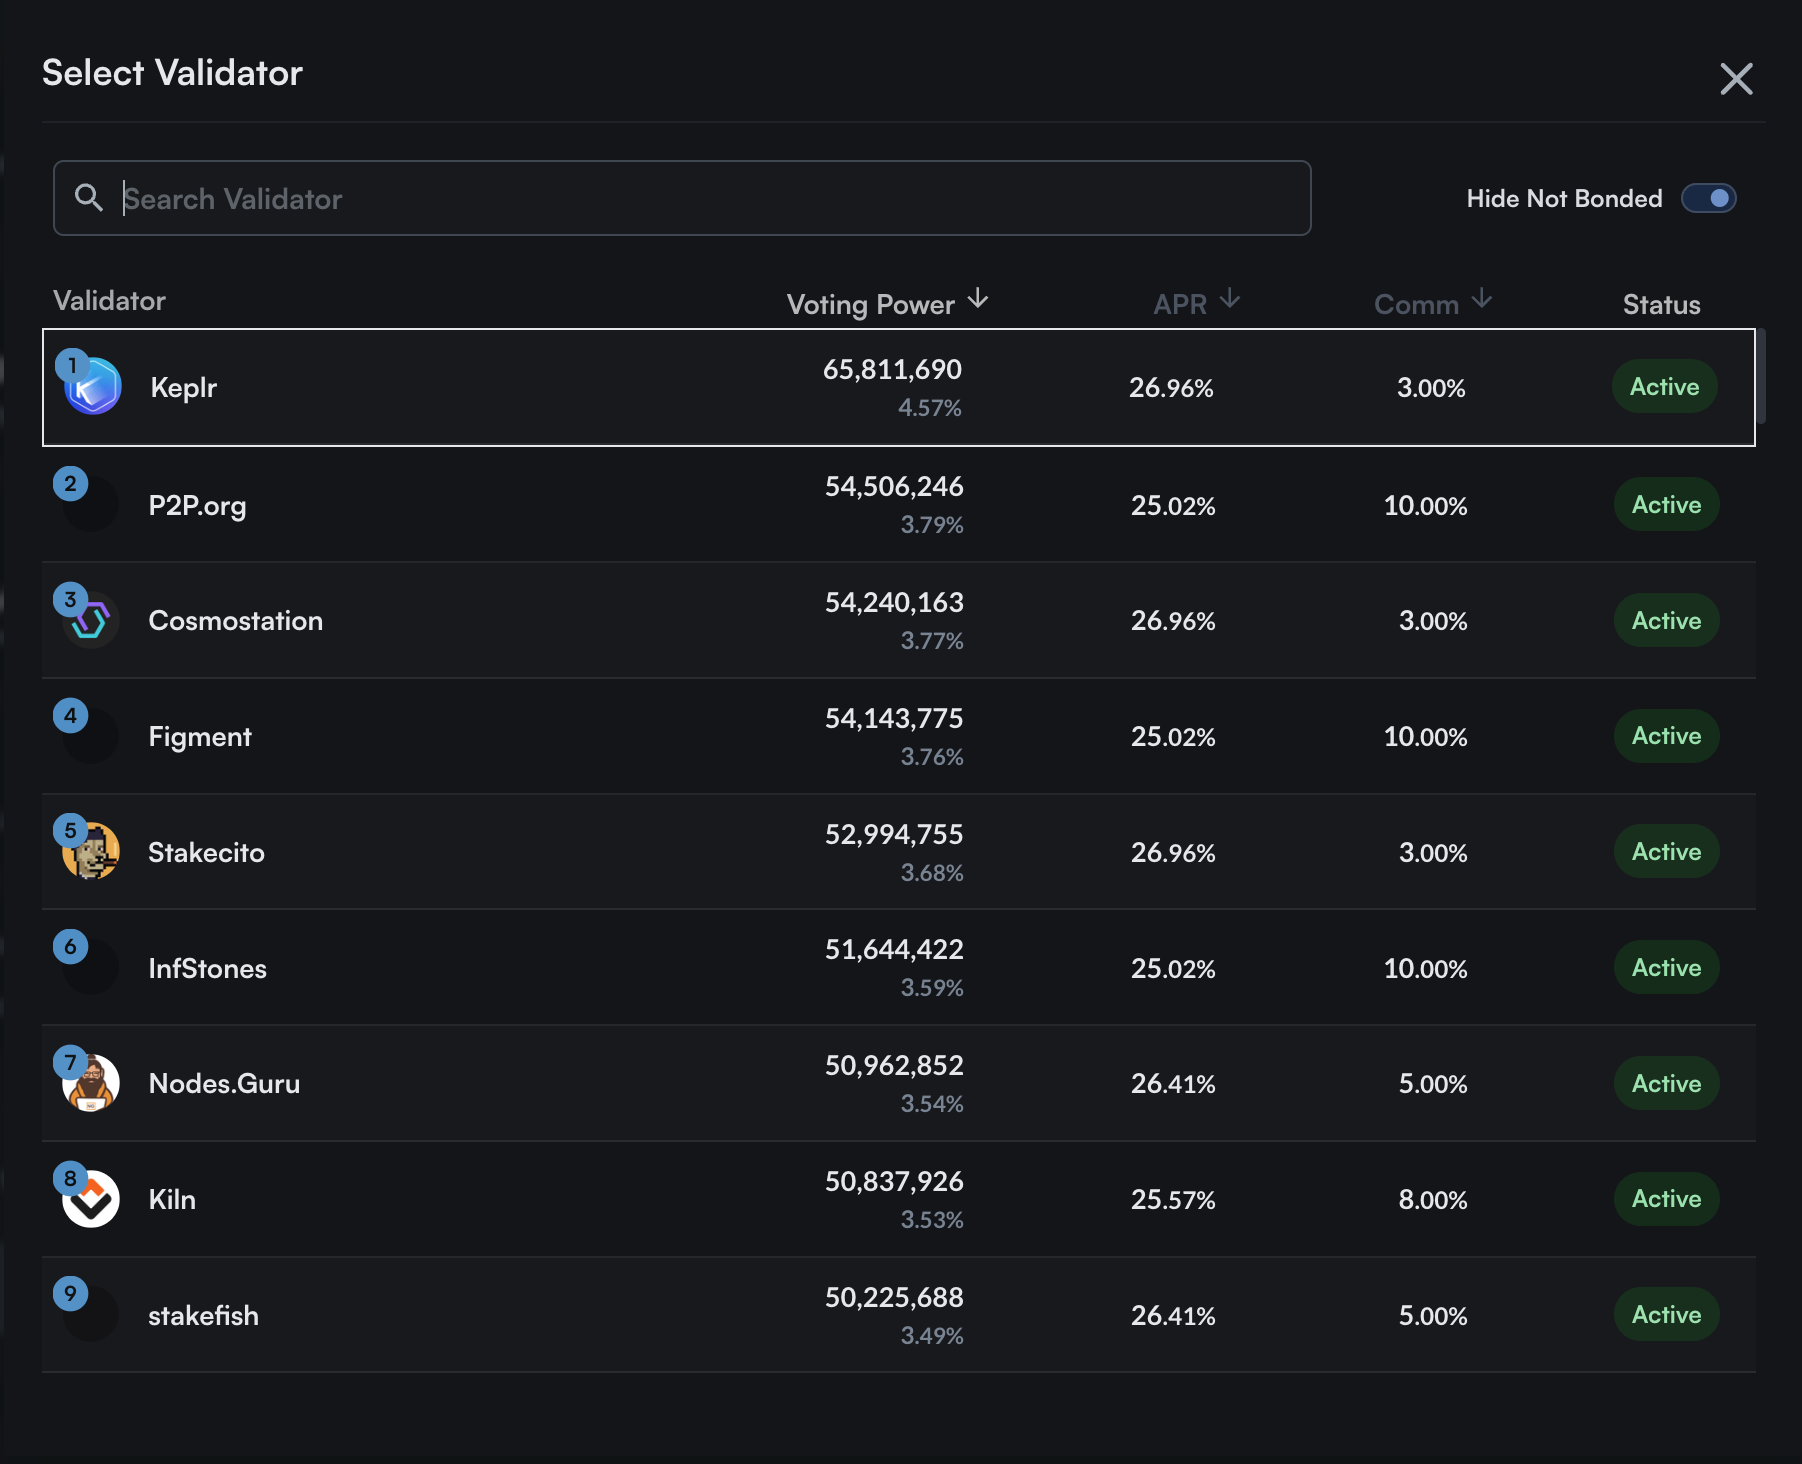 Select Validator
Search Validator
Hide Not Bonded
Validator Voting Power APR Comm Status
1 Keplr 65,811,690 26.96% 3.00% Active
4.57%
2 P2P.org 54,506,246 25.02% 10.00% Active
3.79%
3 Cosmostation 54,240,163 26.96% 3.00% Active
3.77%
4 Figment 54,143,775 25.02% 10.00% Active
3.76%
5 Stakecito 52,994,755 26.96% 3.00% Active
3.68%
6 InfStones 51,644,422 25.02% 10.00% Active
3.59%
7 Nodes.Guru 50,962,852 26.41% 5.00% Active
3.54%
8 Kiln 50,837,926 25.57% 8.00% Active
3.53%
9 stakefish 50,225,688 26.41% 5.00% Active
3.49%